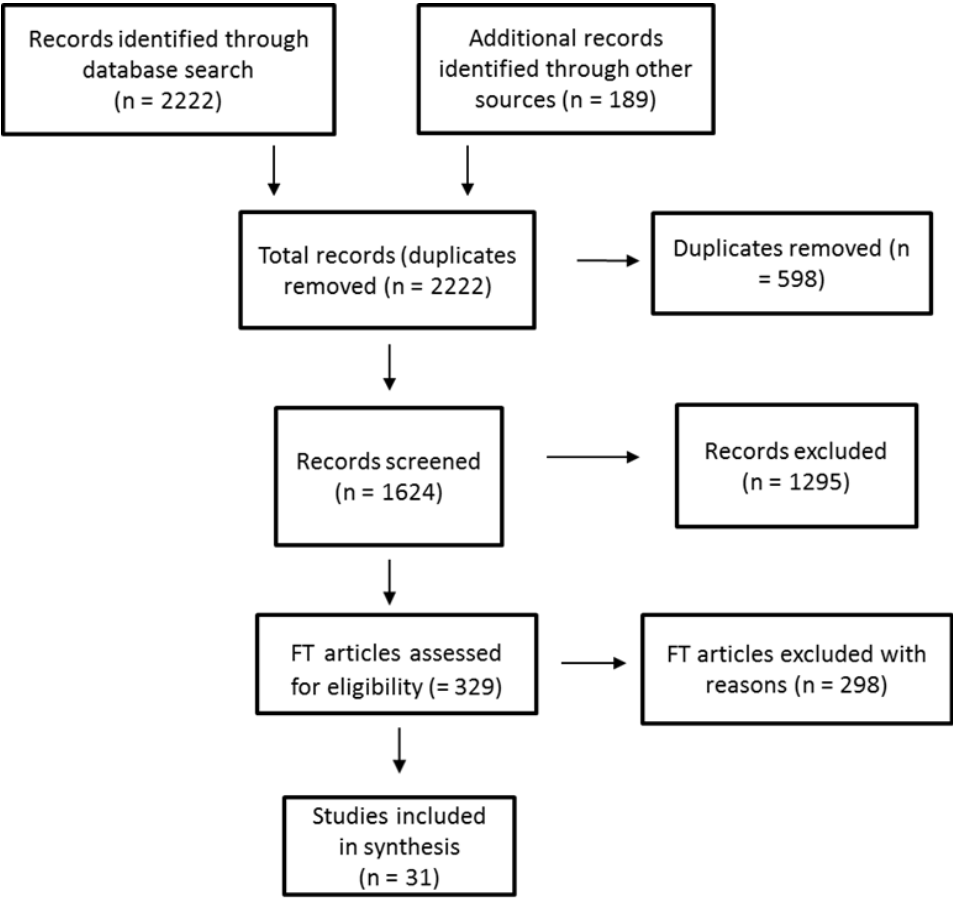 Records identified through
database search
(n = 2222)
Additional records
identified through other
sources (n = 189)
Total records (duplicates
removed (n = 2222)
Duplicates removed (n
= 598)
Records screened
(n = 1624)
Records excluded
(n = 1295)
FT articles assessed
for eligibility (= 329)
FT articles excluded with
reasons (n = 298)
Studies included
in synthesis
(n = 31)